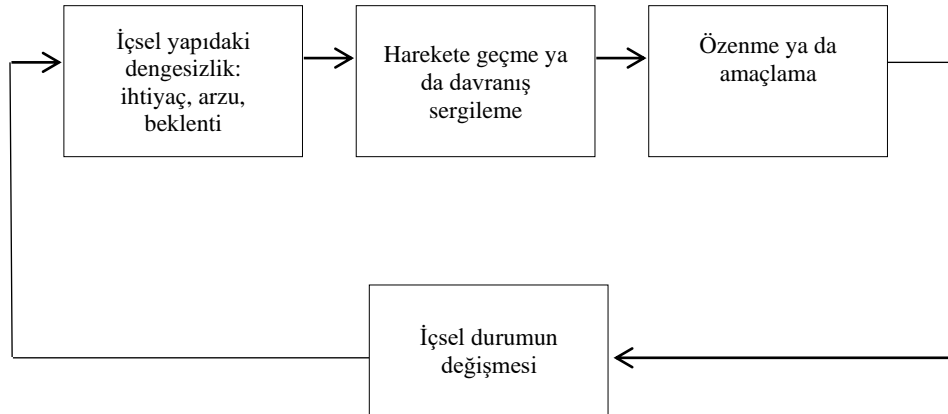 İçsel yapıdaki
dengesizlik:
ihtiyaç, arzu,
beklenti
Harekete geçme ya
da davranış
sergileme
Özenme ya da
amaçlama
İçsel durumun
değişmesi